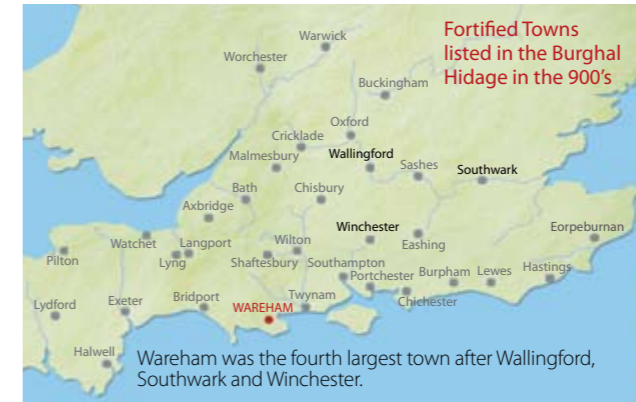 Fortified Towns
listed in the Burghal
Hidage in the 900's
Warwick
Worchester
Buckingham
Oxford
Cricklade
Malmesbury
Wallingford
Sashes
Southwark
Bath
Chisbury
Axbridge
Winchester
Eorpeburnan
Watchet
Langport
Wilton
Eashing
Pilton
Lyng
Shaftesbury
Southampton
Portchester
Burpham
Lewes
Hastings
Lydford
Exeter
Bridport
WAREHAM
Twynam
Chichester
Halwell
Wareham was the fourth largest town after Wallingford,
Southwark and Winchester.